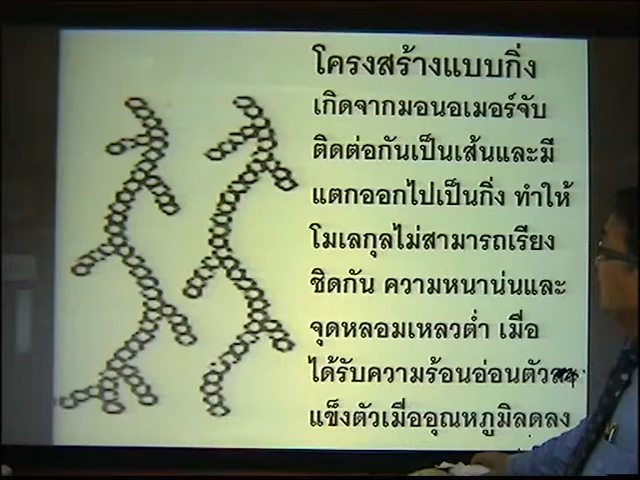 โครงสร้างแบบกิ่ง
เกิดจากมอนอเมอร์จับ
ติดต่อกันเป็นเส้นและมี
แตกออกไปเป็นกิ่ง ทำให้
โมเลกุลไม่สามารถเรียง
ชิดกัน ความหนาน่นและ
จุดหลอมเหลวต่ำ เมื่อ
ได้รับความร้อนอ่อนตัว
แข็งตัวเมื่ออุณหภูมิลดลง